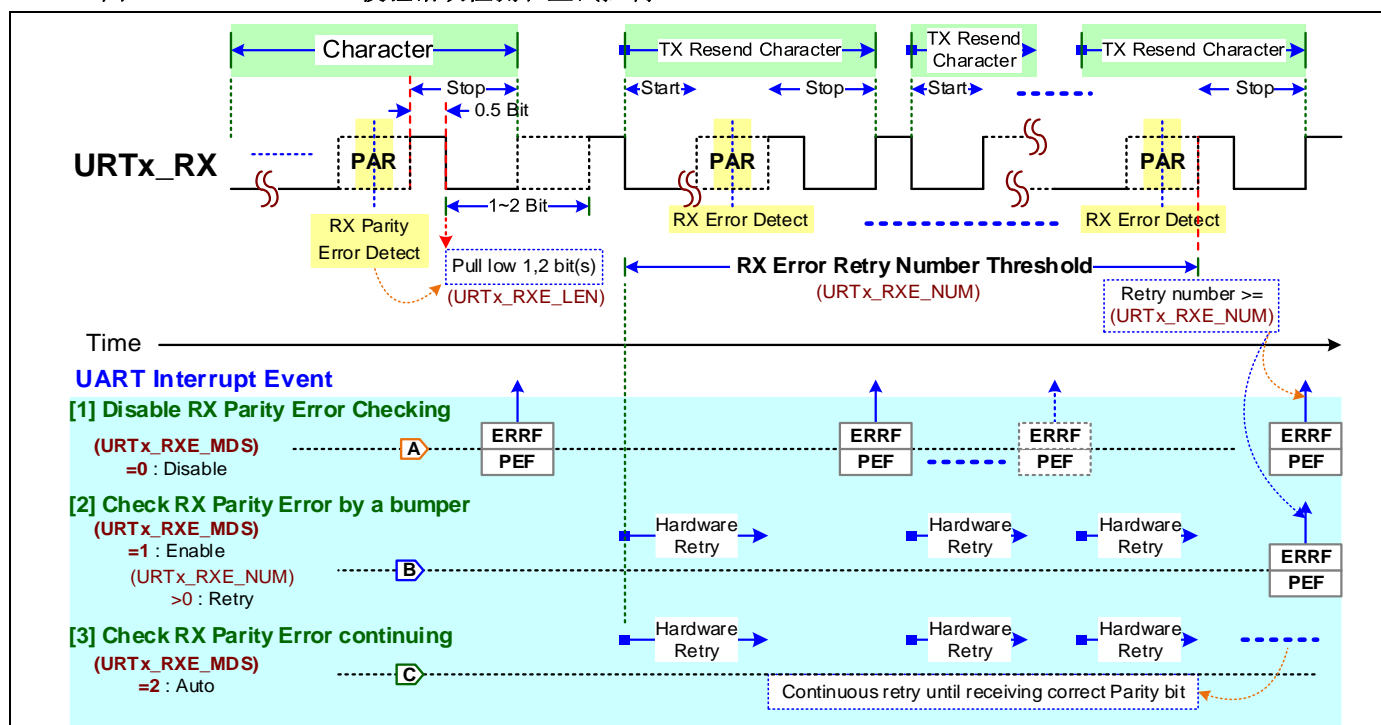 Character
TX Resend Character
TX Resend Character
TX Resend Character
Stop
Start
Stop
Start
Stop
0.5 Bit
URTx_RX
PAR
PAR
PAR
1~2 Bit
RX Parity Error Detect
RX Error Detect
RX Error Detect
Pull low 1,2 bit(s)
(URTx_RXE_LEN)
RX Error Retry Number Threshold
(URTx_RXE_NUM)
Retry number >=
(URTx_RXE_NUM)
Time
UART Interrupt Event
[1] Disable RX Parity Error Checking
(URTx_RXE_MDS)
=0 : Disable
A
ERRF
PEF
ERRF
PEF
ERRF
PEF
ERRF
PEF
[2] Check RX Parity Error by a bumper
(URTx_RXE_MDS)
=1 : Enable
(URTx_RXE_NUM)
>0 : Retry
B
Hardware Retry
Hardware Retry
Hardware Retry
ERRF
PEF
[3] Check RX Parity Error continuing
(URTx_RXE_MDS)
=2 : Auto
C
Hardware Retry
Hardware Retry
Hardware Retry
Continuous retry until receiving correct Parity bit